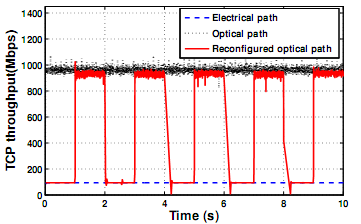 Electrical path
Optical path
Reconfigured optical path
TCP throughput(Mbps)
1400
1200
1000
800
600
400
200
0
0 2 4 6 8 10
Time (s)